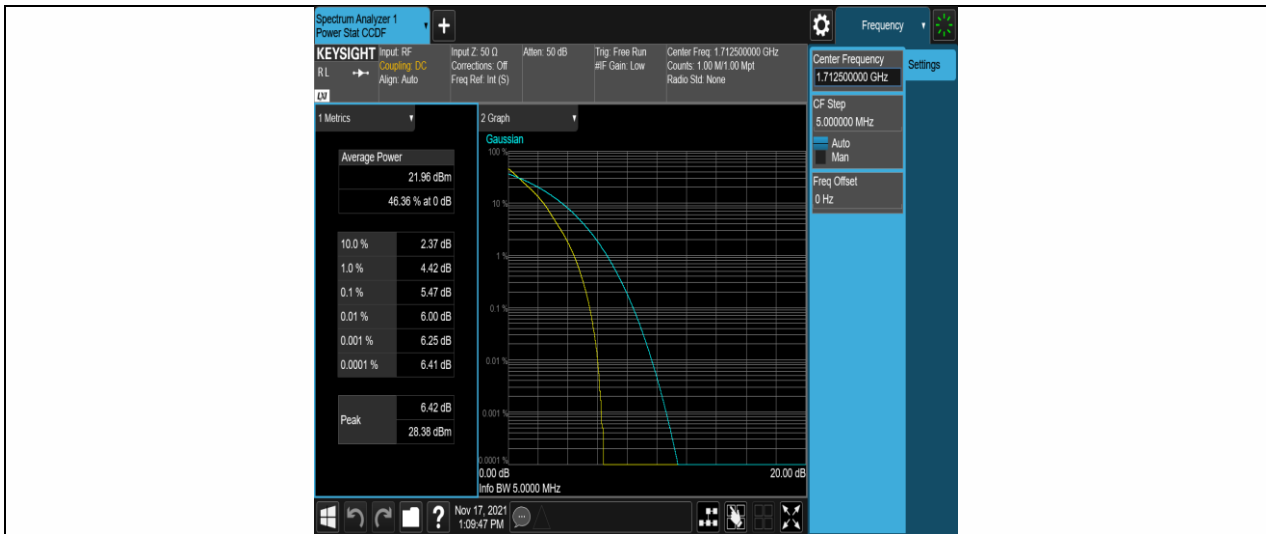 Spectrum Analyzer 1
Power Stat CCDF
+
Frequency
KEYSIGHT
RL
LXI
Input: RF
Coupling: DC
Align: Auto
Input Z: 50 Ω
Corrections: Off
Freq Ref: Int (S)
Atten: 50 dB
Trig: Free Run
#IF Gain: Low
Center Freq: 1.712500000 GHz
Counts: 1.00 M/1.00 Mpt
Radio Std: None
Center Frequency
1.712500000 GHz
Settings
CF Step
5.000000 MHz
Auto
Man
Freq Offset
0 Hz
1 Metrics
Average Power
21.96 dBm
46.36 % at 0 dB
10.0 % 2.37 dB
1.0 % 4.42 dB
0.1 % 5.47 dB
0.01 % 6.00 dB
0.001 % 6.25 dB
0.0001 % 6.41 dB
Peak
6.42 dB
28.38 dBm
2 Graph
Gaussian
100 %
10 %
1 %
0.1 %
0.01 %
0.001 %
0.0001 %
0.00 dB 20.00 dB
Info BW 5.0000 MHz
?
Nov 17, 2021
1:09:47 PM